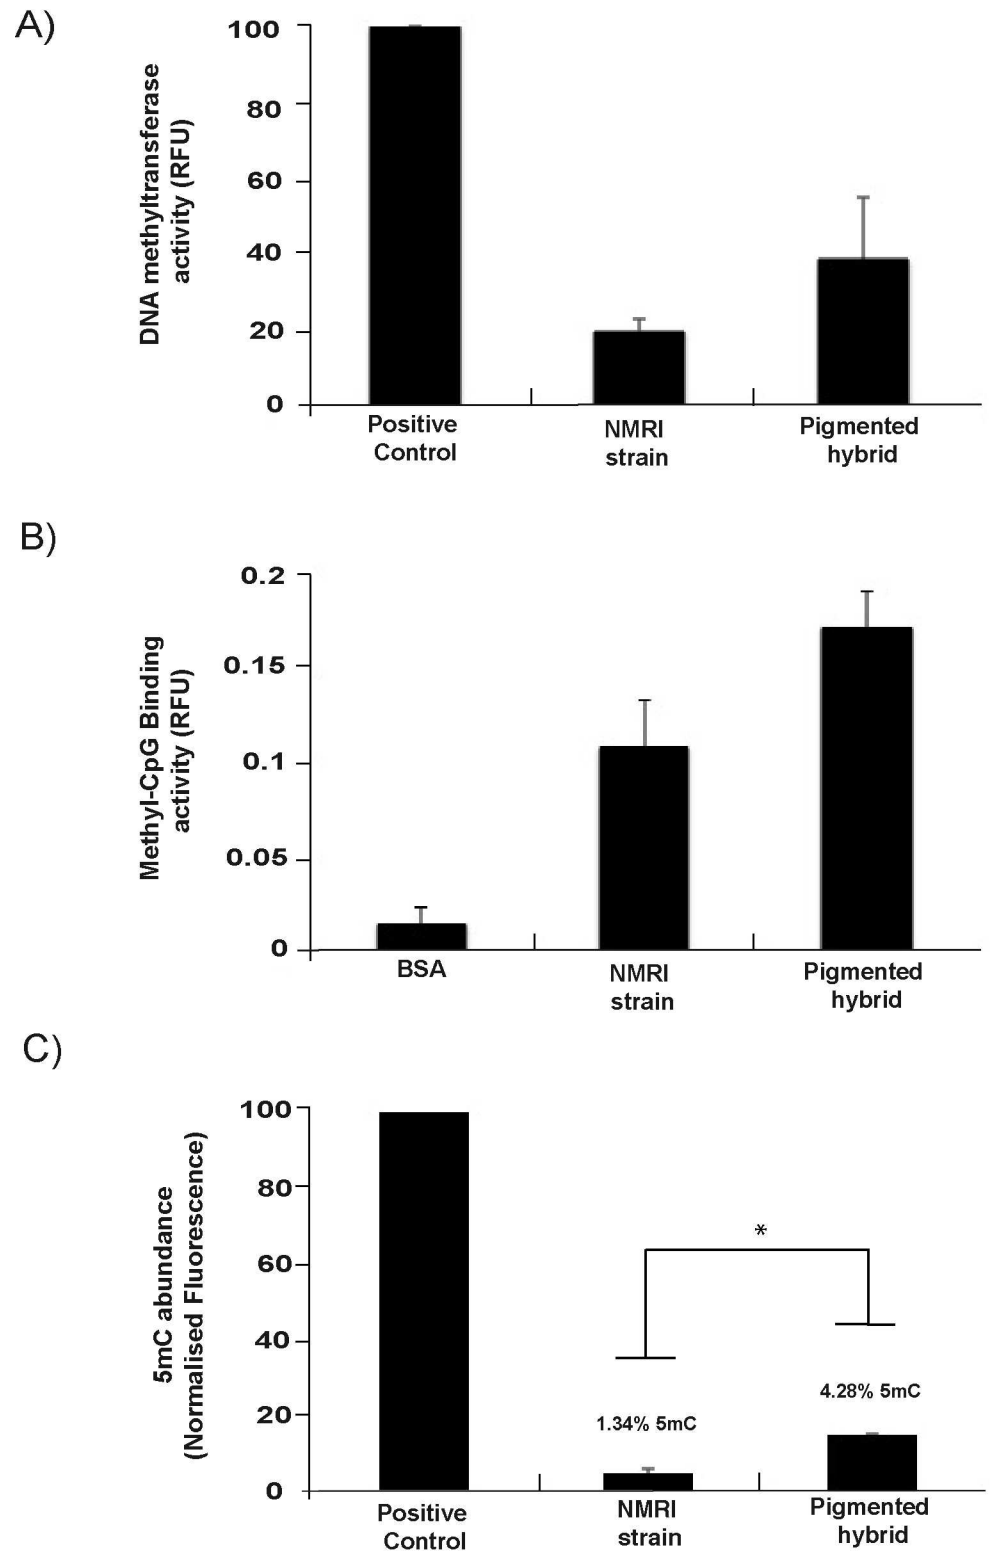 A)
DNA methyltransferase
activity (RFU)
100
80
60
40
20
0
Positive
Control
NMRI
strain
Pigmented
hybrid
B)
Methyl-CpG Binding
activity (RFU)
0.2
0.15
0.1
0.05
0
BSA
NMRI
strain
Pigmented
hybrid
C)
5mC abundance
(Normalised Fluorescence)
100
80
60
40
20
0
*
1.34% 5mC
4.28% 5mC
Positive
Control
NMRI
strain
Pigmented
hybrid